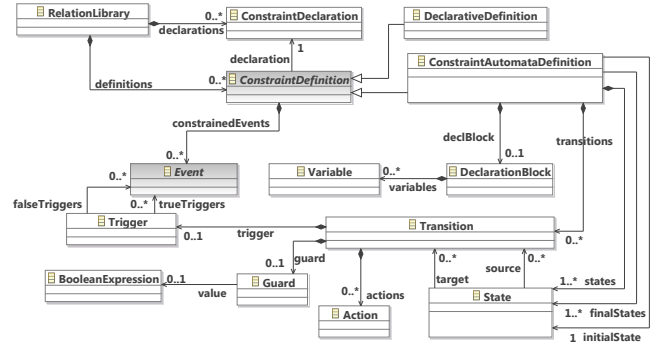 RelationLibrary
0..*
ConstraintDeclaration
DeclarativeDefinition
declarations
1
declaration
ConstraintAutomataDefinition
definitions
0..*
ConstraintDefinition
constrainedEvents
declBlock
transitions
0..*
0..1
0..*
Event
Variable
0..*
DeclarationBlock
variables
falseTriggers
0..*
trueTriggers
Trigger
Transition
0..1
trigger
0..*
guard
0..*
0..*
0..1
source
BooleanExpression
0..1
target
value
Guard
0..*
actions
1..*
states
State
Action
1..*
finalStates
1
initialState